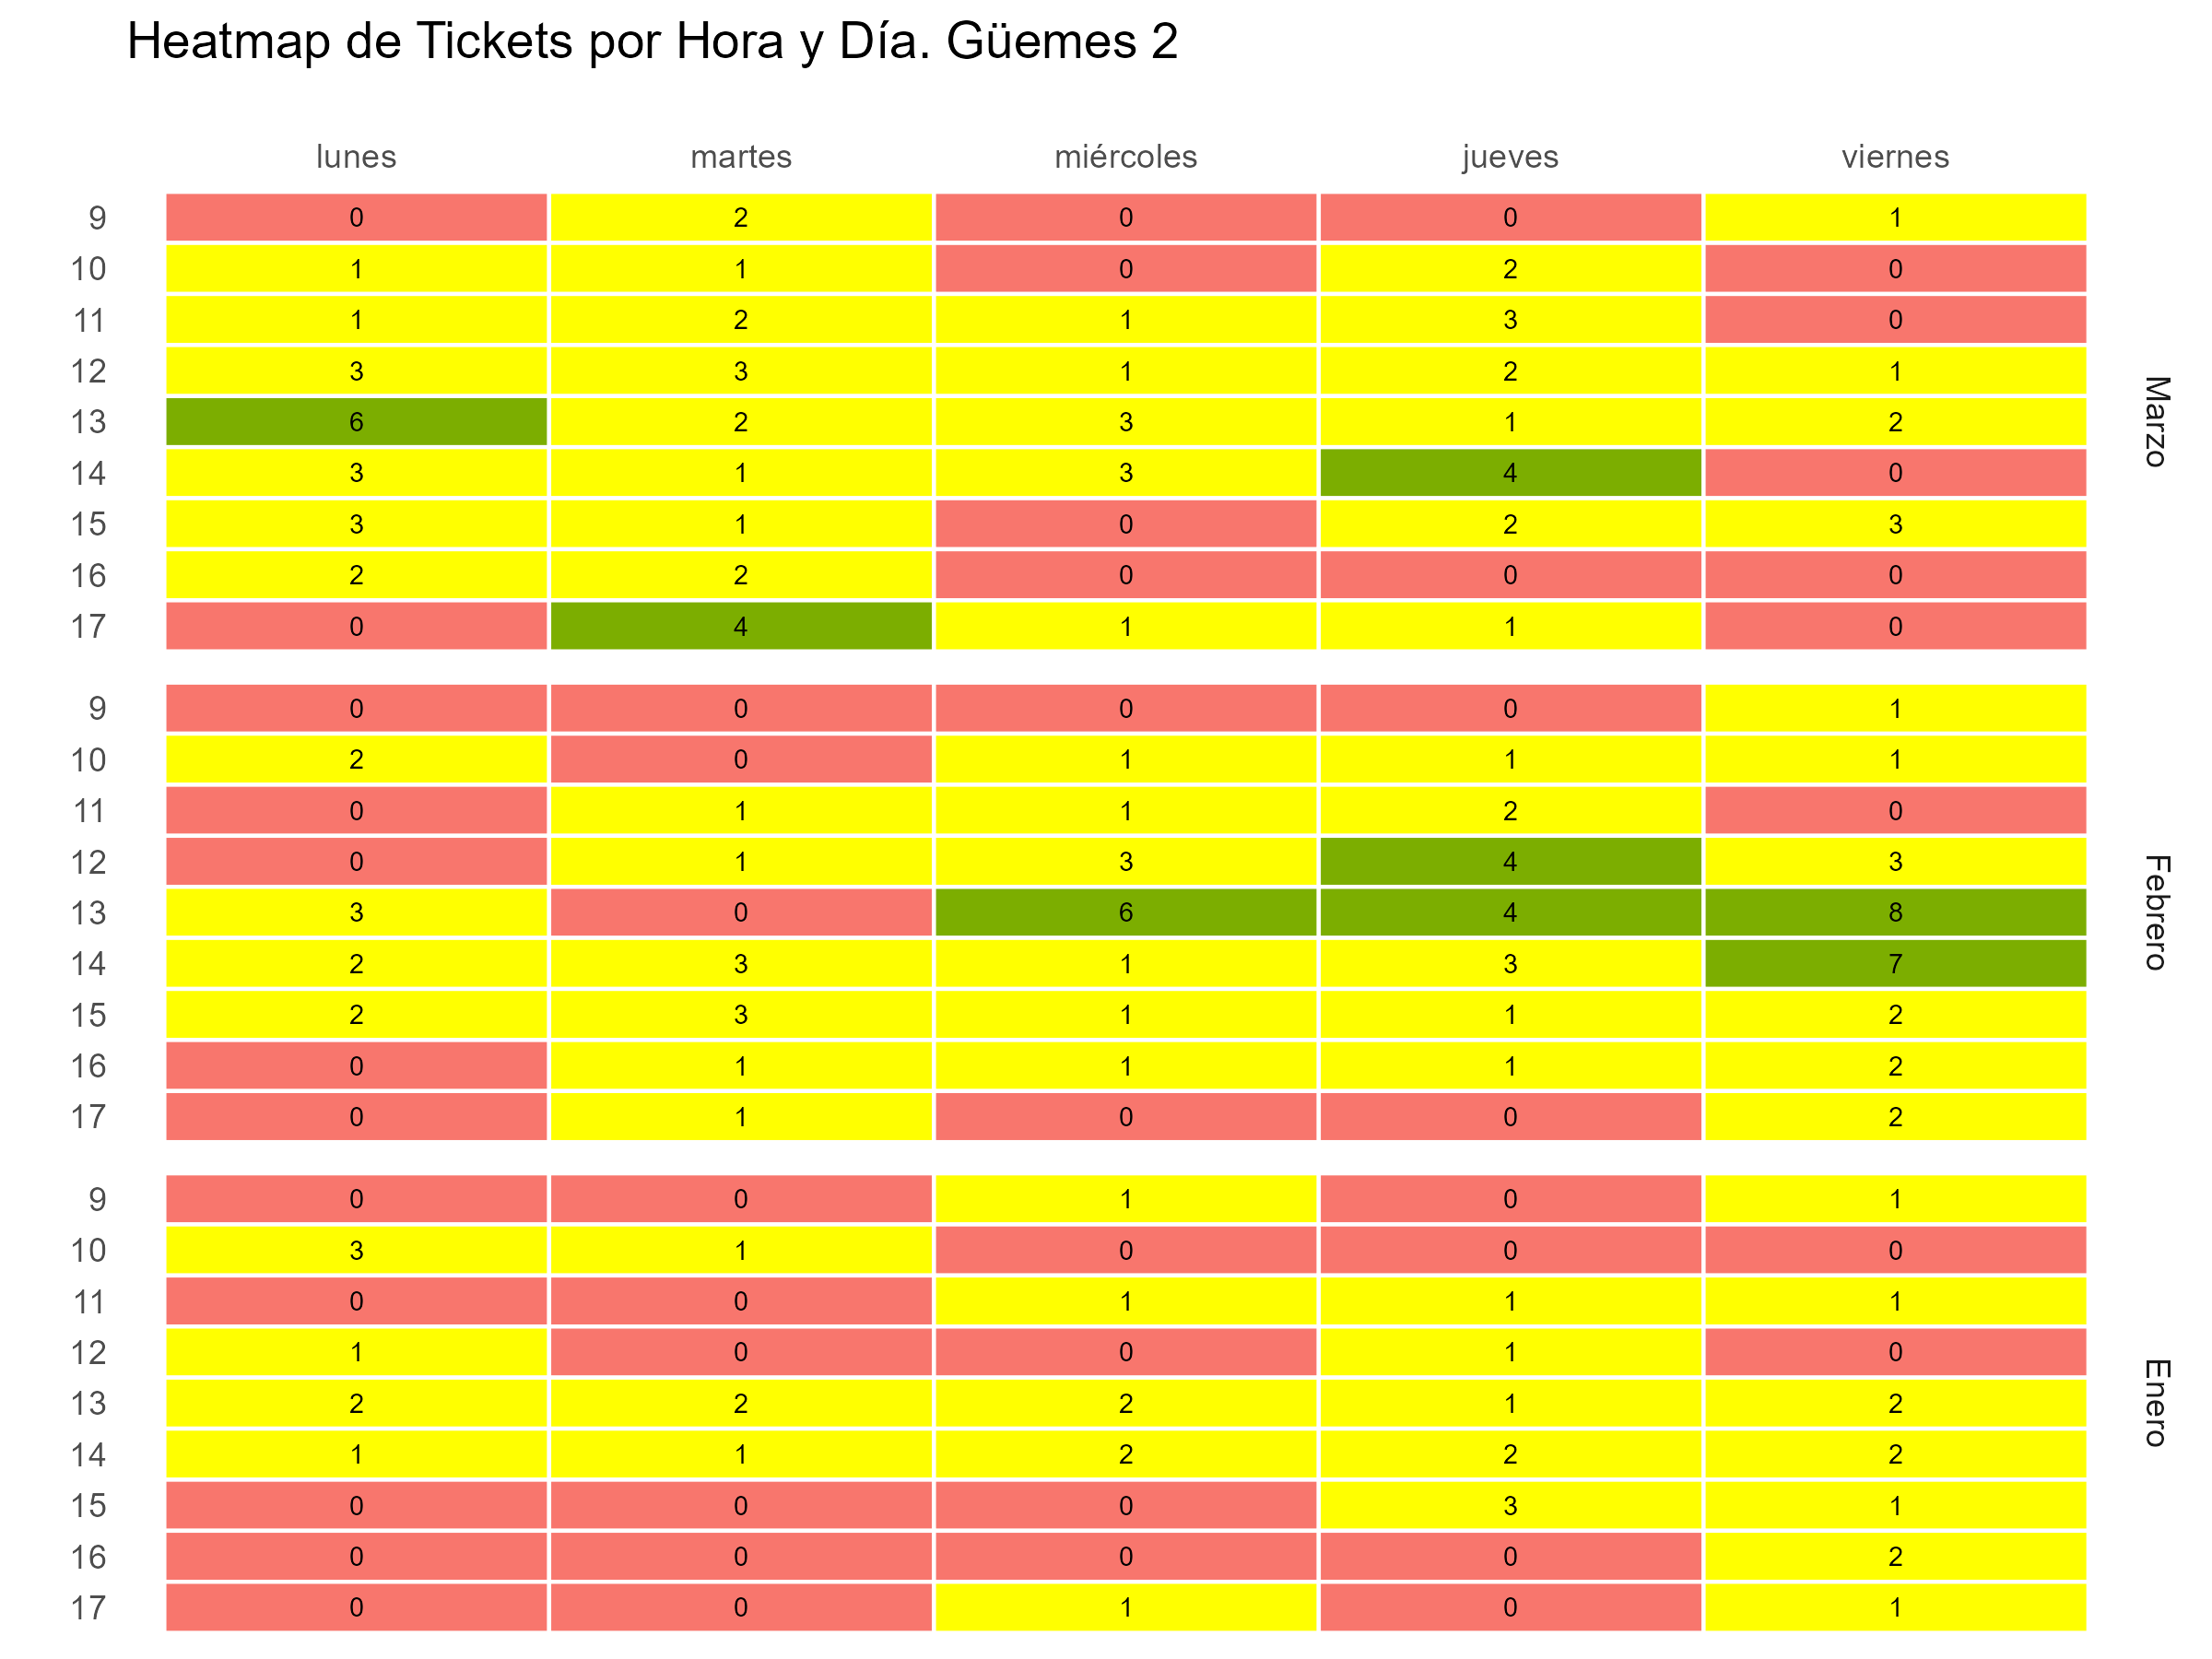 Heatmap de Tickets por Hora y Día. Güemes 2
lunes martes miércoles jueves viernes
9 0 2 0 0 1
10 1 1 0 2 0
11 1 2 1 3 0
12 3 3 1 2 1
13 6 2 3 1 2
14 3 1 3 4 0
15 3 1 0 2 3
16 2 2 0 0 0
17 0 4 1 1 0
Marzo
9 0 0 0 0 1
10 2 0 1 1 1
11 0 1 1 2 0
12 0 1 3 4 3
13 3 0 6 4 8
14 2 3 1 3 7
15 2 3 1 1 2
16 0 1 1 1 2
17 0 1 0 0 2
Febrero
9 0 0 1 0 1
10 3 1 0 0 0
11 0 0 1 1 1
12 1 0 0 1 0
13 2 2 2 1 2
14 1 1 2 2 2
15 0 0 0 3 1
16 0 0 0 0 2
17 0 0 1 0 1
Enero